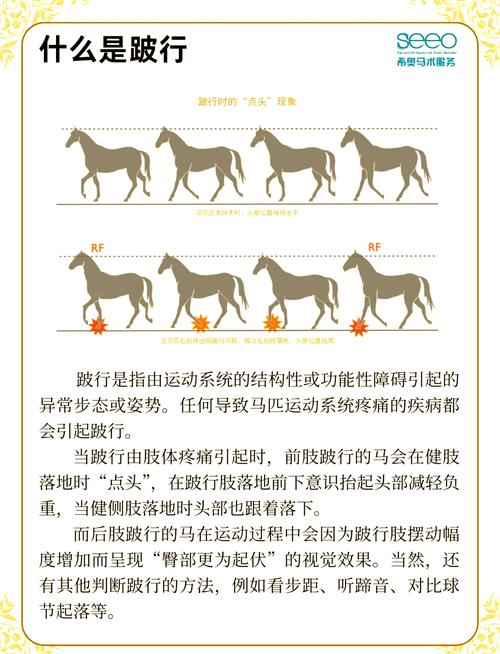 什么是跛行
seeo
希奥马术服务
跛行时的“点头”现象
马匹正常快步时，头部位置保持水平
RF
RF
当马匹右前肢出现跛行问题，每次右前肢落地，头部位置抬高
跛行是指由运动系统的结构性或功能性障碍引起的
异常步态或姿势。任何导致马匹运动系统疼痛的疾病都
会引起跛行。
当跛行由肢体疼痛引起时，前肢跛行的马会在健肢
落地时“点头”，在跛行肢落地前下意识抬起头部减轻负
重，当健侧肢落地时头部也跟着落下。
而后肢跛行的马在运动过程中会因为跛行肢摆动幅
度增加而呈现“臀部更为起伏”的视觉效果。当然，还
有其他判断跛行的方法，例如看步距、听蹄音、对比球
节起落等。